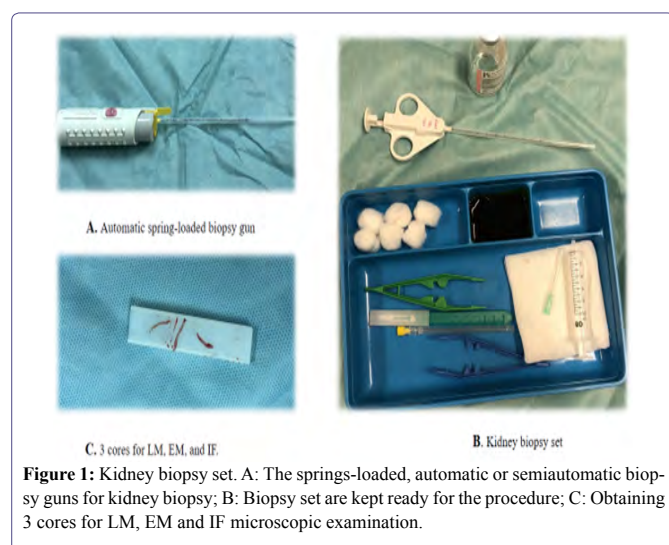 A. Automatic spring-loaded biopsy gun
C. 3 cores for LM, EM, and IF.
B. Kidney biopsy set
Figure 1: Kidney biopsy set. A: The springs-loaded, automatic or semiautomatic biop-
sy guns for kidney biopsy; B: Biopsy set are kept ready for the procedure; C: Obtaining
3 cores for LM, EM and IF microscopic examination.